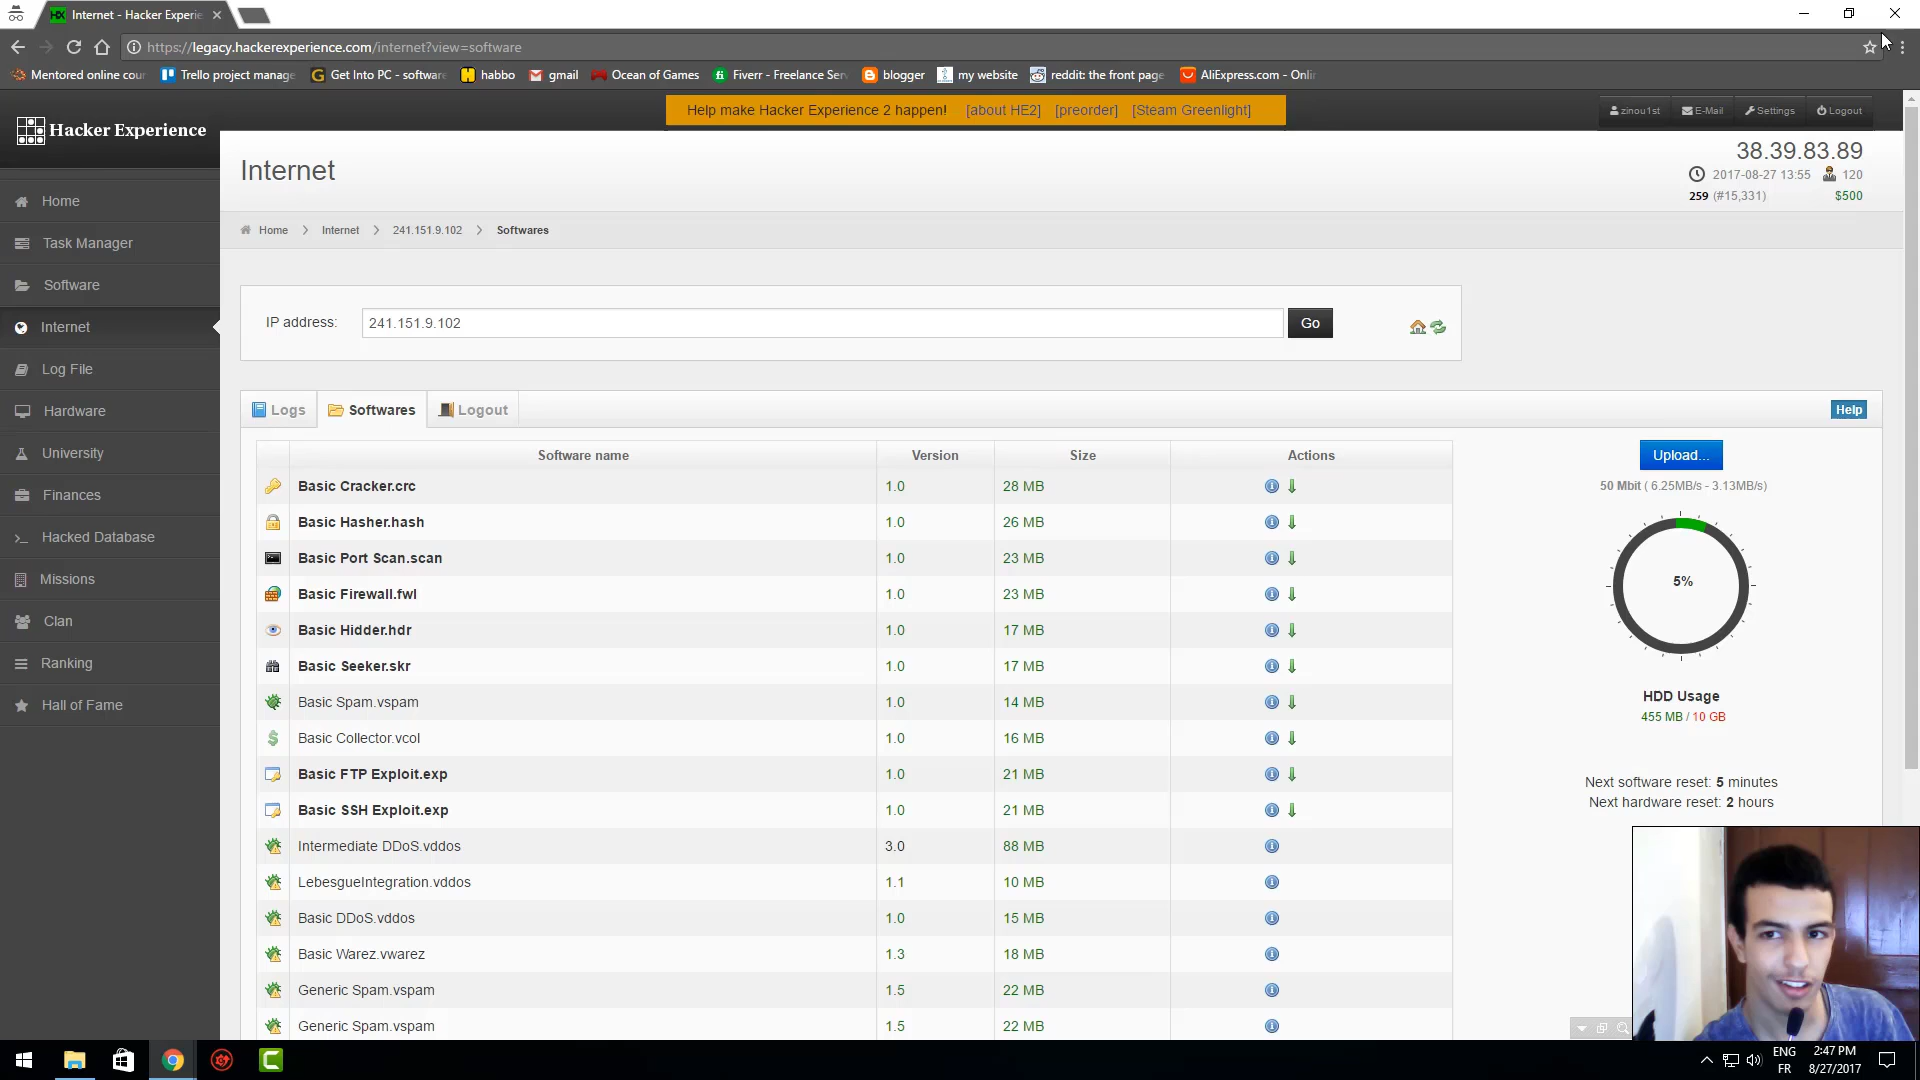 Internet - Hacker Experie
https://legacy.hackerexperience.com/internet?view=software
Mentored online cour
Trello project manage
Get Into PC - software
habbo
gmail
Ocean of Games
Fiverr - Freelance Serv
blogger
my website
reddit: the front page
AliExpress.com - Onlin
Hacker Experience
Help make Hacker Experience 2 happen! [about HE2] [preorder] [Steam Greenlight]
zinou1st
E-Mail
Settings
Logout
Internet
38.39.83.89
2017-08-27 13:55 120
259 (#15,331) $500
Home
Task Manager
Software
Internet
Log File
Hardware
University
Finances
Hacked Database
Missions
Clan
Ranking
Hall of Fame
Home Internet 241.151.9.102 Softwares
IP address: 241.151.9.102 Go
Logs Softwares Logout Help
Software name Version Size Actions
Basic Cracker.crc 1.0 28 MB
Basic Hasher.hash 1.0 26 MB
Basic Port Scan.scan 1.0 23 MB
Basic Firewall.fwl 1.0 23 MB
Basic Hidder.hdr 1.0 17 MB
Basic Seeker.skr 1.0 17 MB
Basic Spam.vspam 1.0 14 MB
Basic Collector.vcol 1.0 16 MB
Basic FTP Exploit.exp 1.0 21 MB
Basic SSH Exploit.exp 1.0 21 MB
Intermediate DDoS.vddos 3.0 88 MB
LebesgueIntegration.vddos 1.1 10 MB
Basic DDoS.vddos 1.0 15 MB
Basic Warez.vwarez 1.3 18 MB
Generic Spam.vspam 1.5 22 MB
Generic Spam.vspam 1.5 22 MB
Upload...
50 Mbit ( 6.25MB/s - 3.13MB/s)
5%
HDD Usage
455 MB / 10 GB
Next software reset: 5 minutes
Next hardware reset: 2 hours
ENG
FR
2:47 PM
8/27/2017